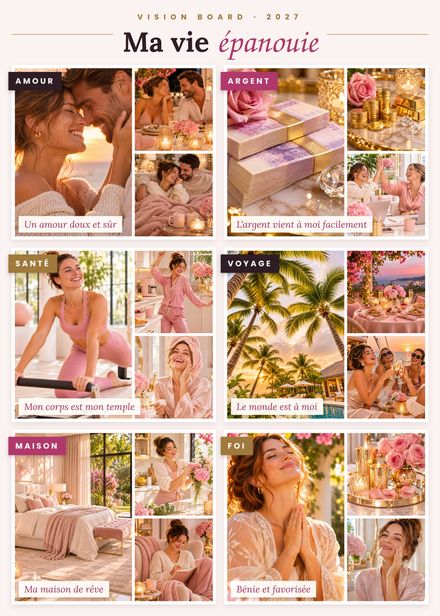 VISION BOARD · 2027
Ma vie épanouie
AMOUR
Un amour doux et sûr
ARGENT
L'argent vient à moi facilement
SANTÉ
Mon corps est mon temple
VOYAGE
Le monde est à moi
MAISON
Ma maison de rêve
FOI
Bénie et favorisée